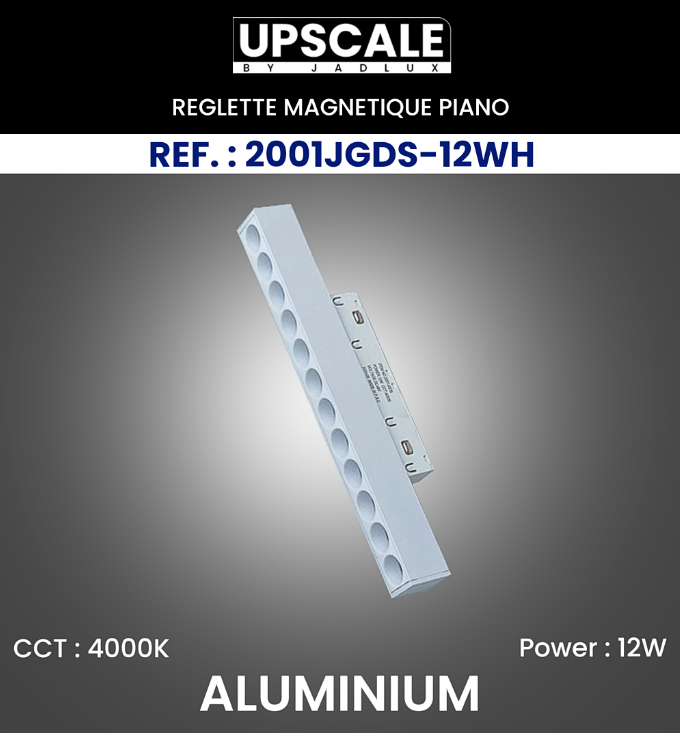 UPSCALE
BY JADLUX
REGLETTE MAGNETIQUE PIANO
REF. : 2001JGDS-12WH
CCT : 4000K
Power : 12W
ALUMINIUM